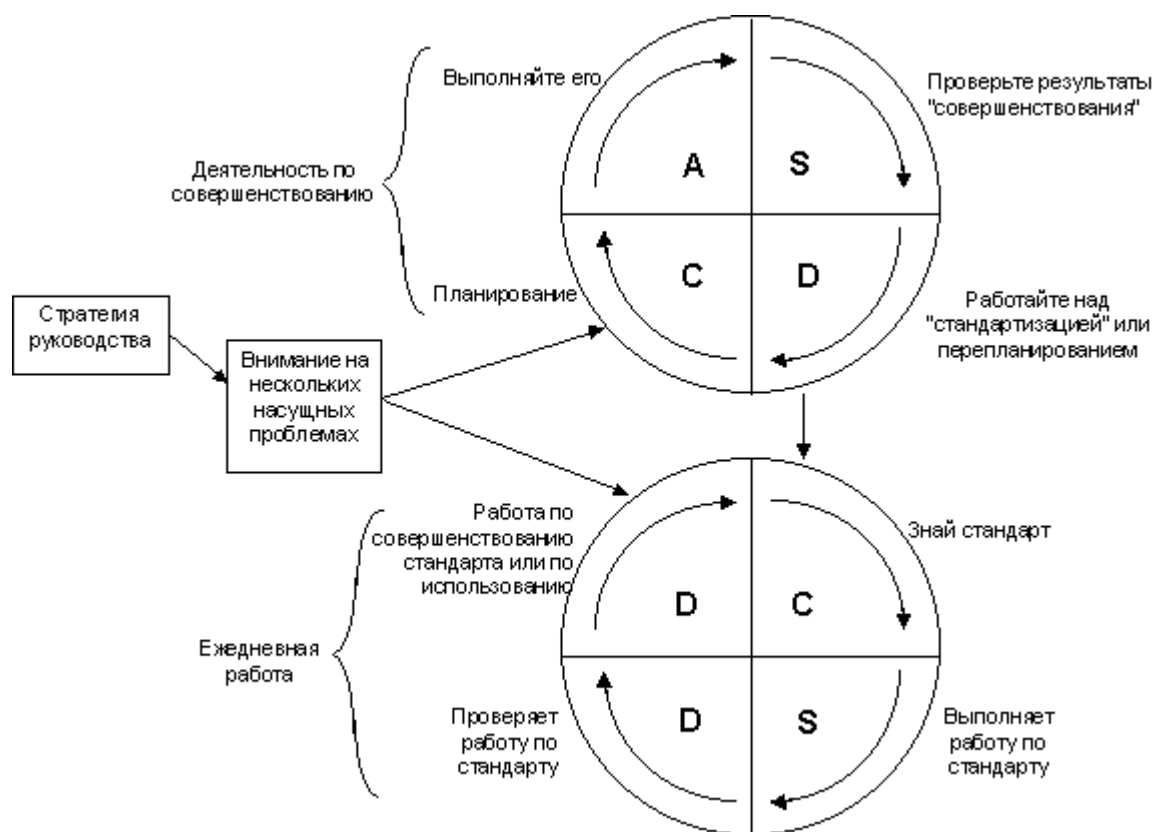 Выполняйте его
Проверьте результаты
"совершенствования"
Деятельность по
совершенствованию
A
S
C
D
Планирование
Работайте над
"стандартизацией" или
перепланированием
Стратегия
руководства
Внимание на
нескольких
насущных
проблемах
Работа по
совершенствованию
стандарта или по
использованию
Знай стандарт
D
C
Ежедневная
работа
D
S
Проверяет
работу по
стандарту
Выполняет
работу по
стандарту